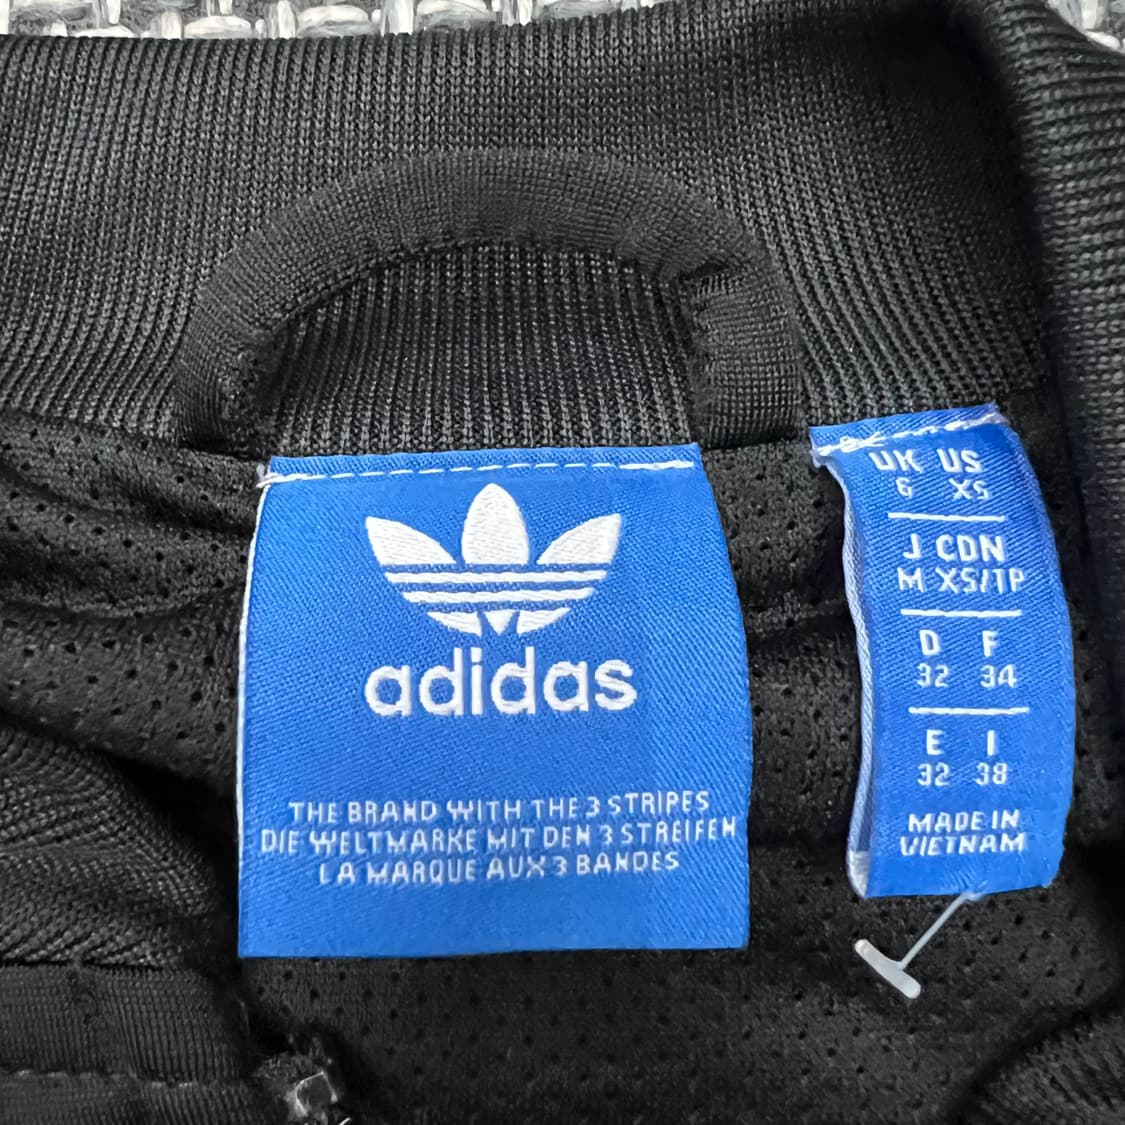 adidas
THE BRAND WITH THE 3 STRIPES
DIE WELTMARKE MIT DEN 3 STREIFEN
LA MARQUE AUX 3 BANDES
UK US
6 XS
J CDN
M XS/TP
D F
32 34
E I
32 38
MADE IN
VIETNAM